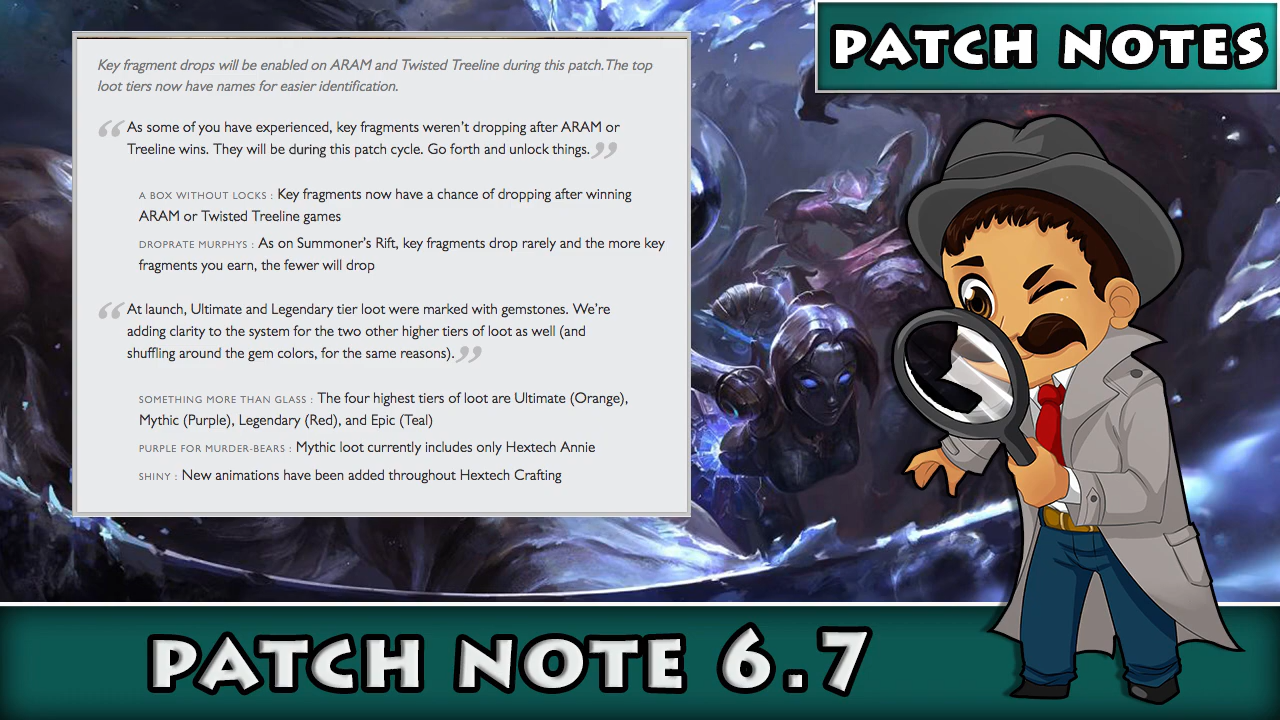 PATCH NOTES
Key fragment drops will be enabled on ARAM and Twisted Treeline during this patch.The top
loot tiers now have names for easier identification.
“As some of you have experienced, key fragments weren't dropping after ARAM or
Treeline wins. They will be during this patch cycle. Go forth and unlock things.”
A BOX WITHOUT LOCKS : Key fragments now have a chance of dropping after winning
ARAM or Twisted Treeline games
DROPRATE MURPHYS : As on Summoner's Rift, key fragments drop rarely and the more key
fragments you earn, the fewer will drop
“At launch, Ultimate and Legendary tier loot were marked with gemstones. We're
adding clarity to the system for the two other higher tiers of loot as well (and
shuffling around the gem colors, for the same reasons).”
SOMETHING MORE THAN GLASS : The four highest tiers of loot are Ultimate (Orange),
Mythic (Purple), Legendary (Red), and Epic (Teal)
PURPLE FOR MURDER-BEARS : Mythic loot currently includes only Hextech Annie
SHINY : New animations have been added throughout Hextech Crafting
PATCH NOTE 6.7